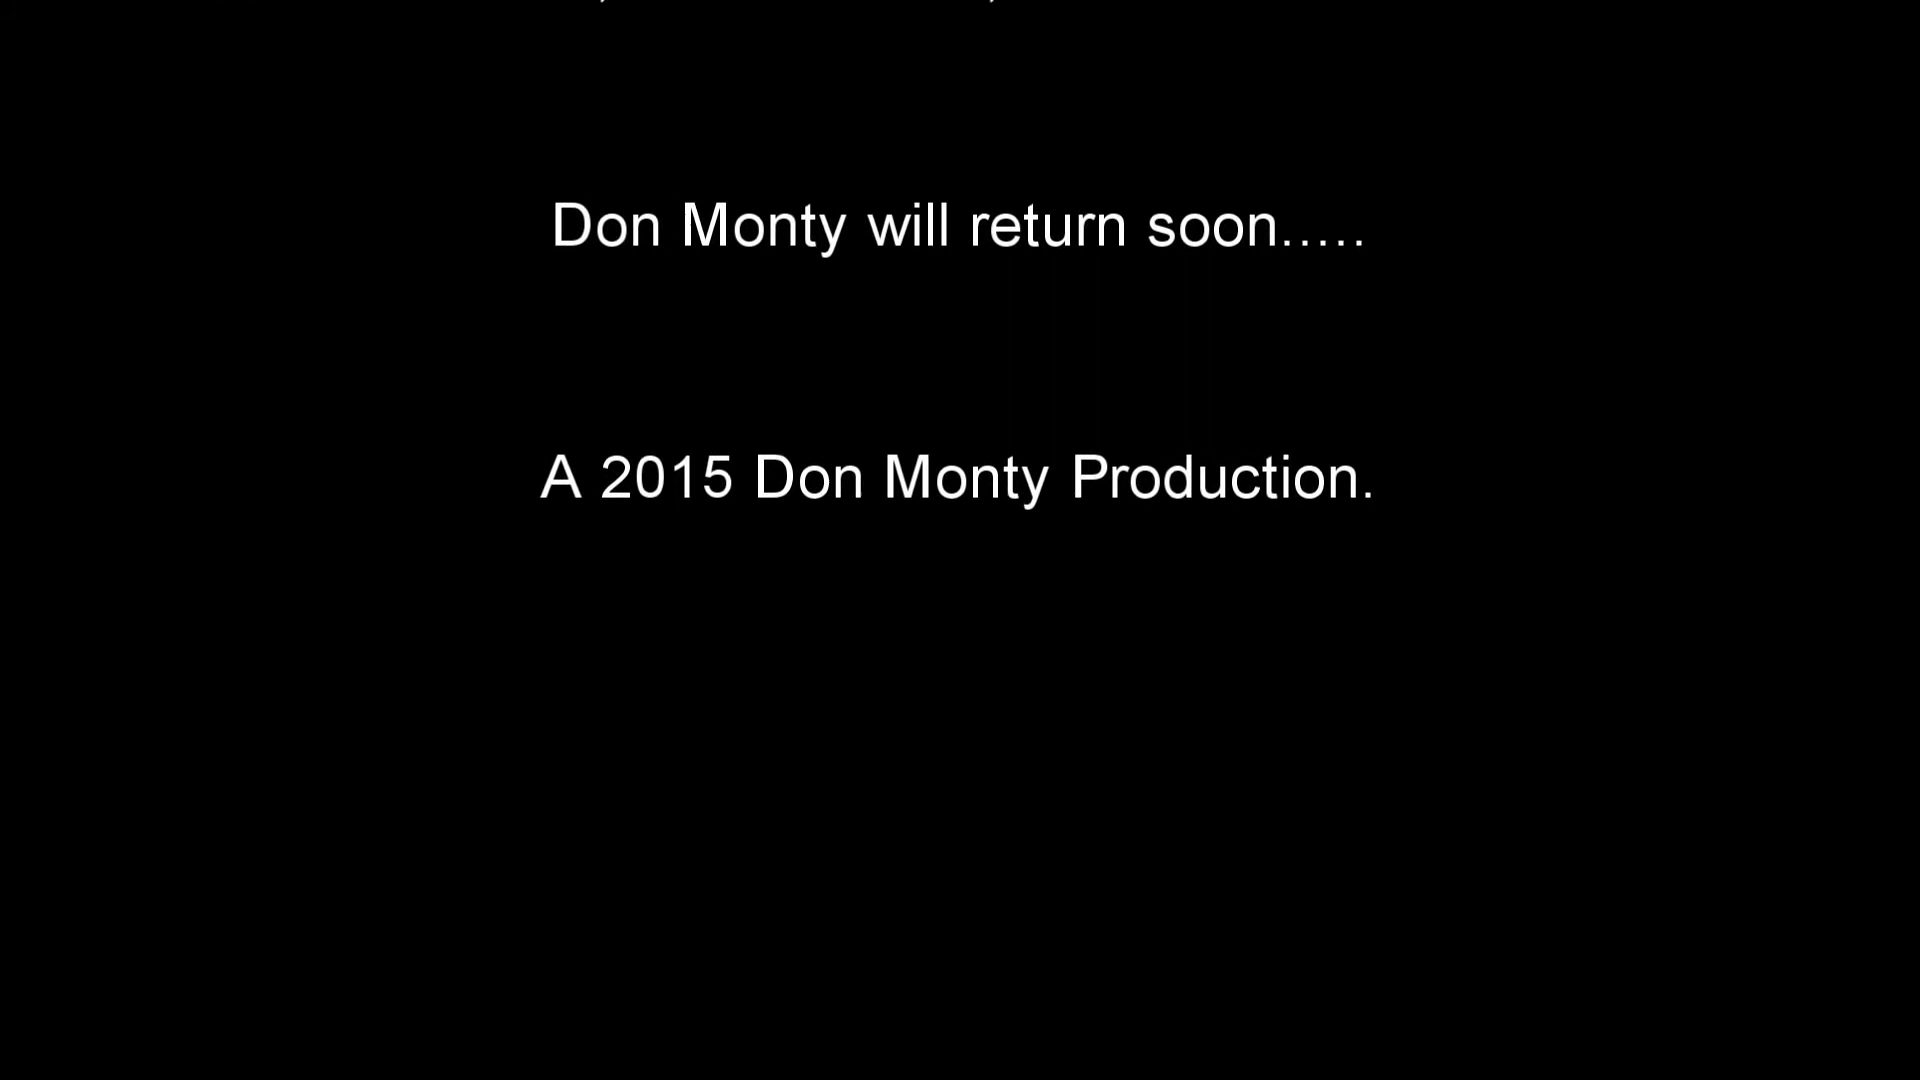 Don Monty will return soon.....
A 2015 Don Monty Production.